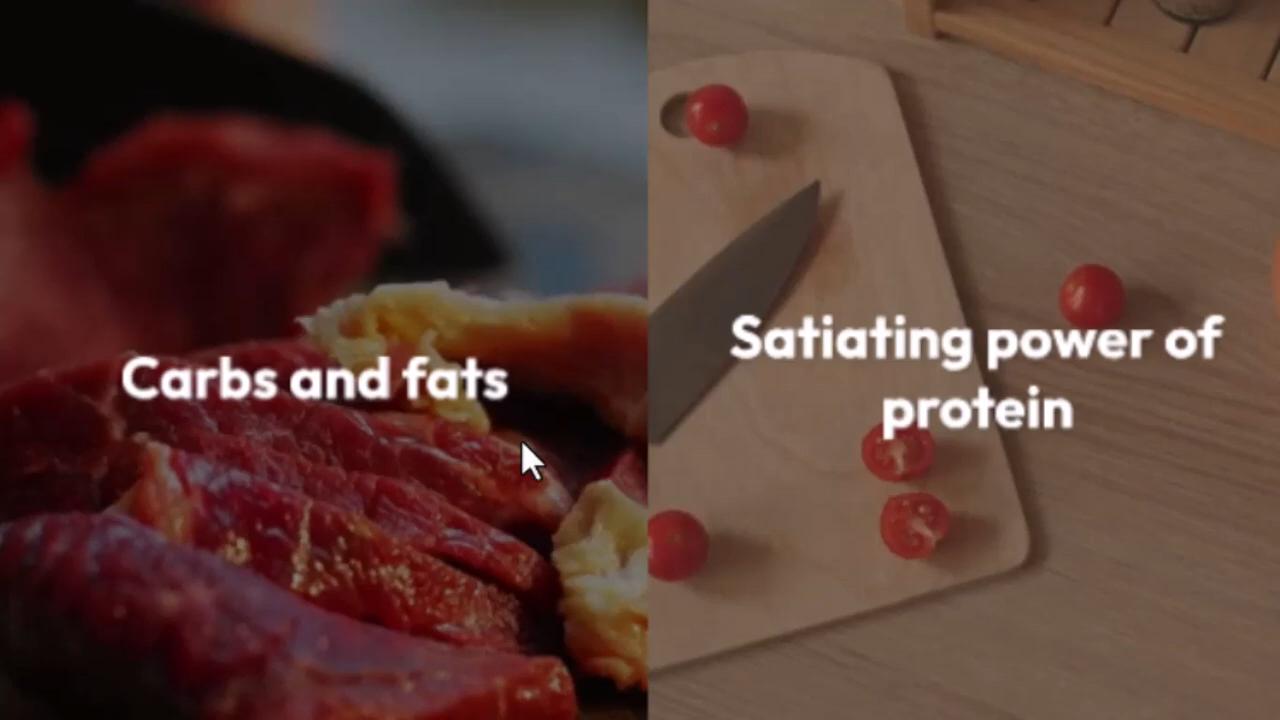 Carbs and fats
Satiating power of
protein